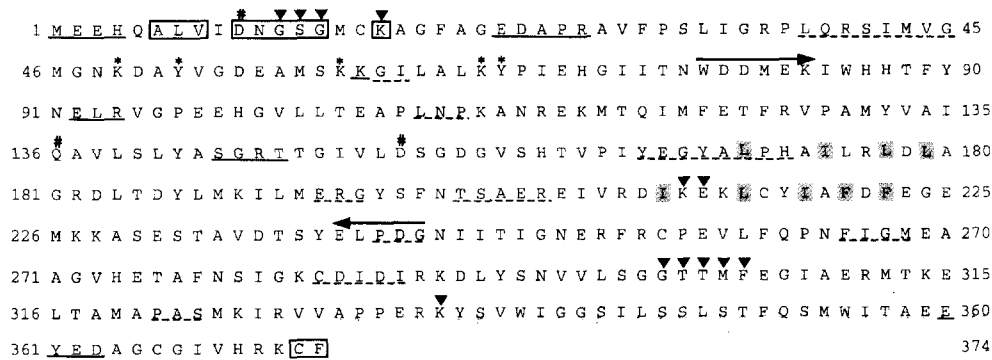 1 M E E H Q A L V I D N G S G M C K A G F A G E D A P R A V F P S L I G R P L Q R S I M V G 45
46 M G N K D A Y V G D E A M S K K G I L A L K Y P I E H G I I T N W D D M E K I W H H T F Y 90
91 N E L R V G P E E H G V L L T E A P L N P K A N R E K M T Q I M F E T F R V P A M Y V A I 135
136 Q A V L S L Y A S G R T T G I V L D S G D G V S H T V P I Y E G Y A L P H A I L R L D L A 180
181 G R D L T D Y L M K I L M E R G Y S F N T S A E R E I V R D I K E K L C Y I A F D F E G E 225
226 M K K A S E S T A V D T S Y E L P D G N I I T I G N E R F R C P E V L F Q P N F I G M E A 270
271 A G V H E T A F N S I G K C D I D I R K D L Y S N V V L S G G T T M F E G I A E R M T K E 315
316 L T A M A P A S M K I R V V A P P E R K Y S V W I G G S I L S S L S T F Q S M W I T A E E 360
361 Y E D A G C G I V H R K C F 374